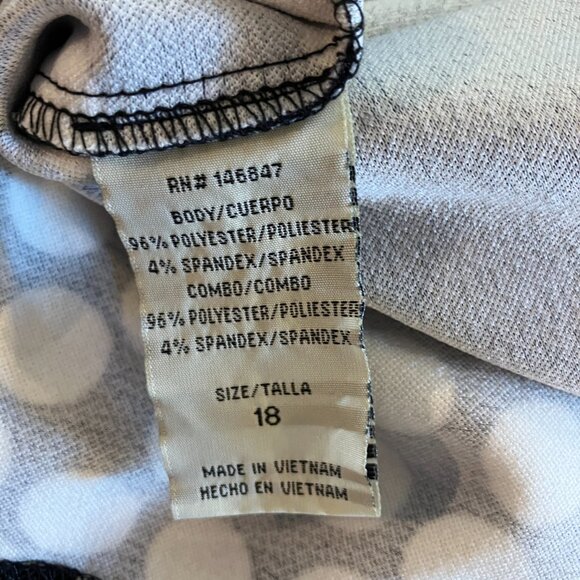 RN# 146847
BODY/CUERPO
96% POLYESTER/POLIESTER
4% SPANDEX/SPANDEX
COMBO/COMBO
96% POLYESTER/POLIESTER
4% SPANDEX/SPANDEX
SIZE/TALLA
18
MADE IN VIETNAM
HECHO EN VIETNAM